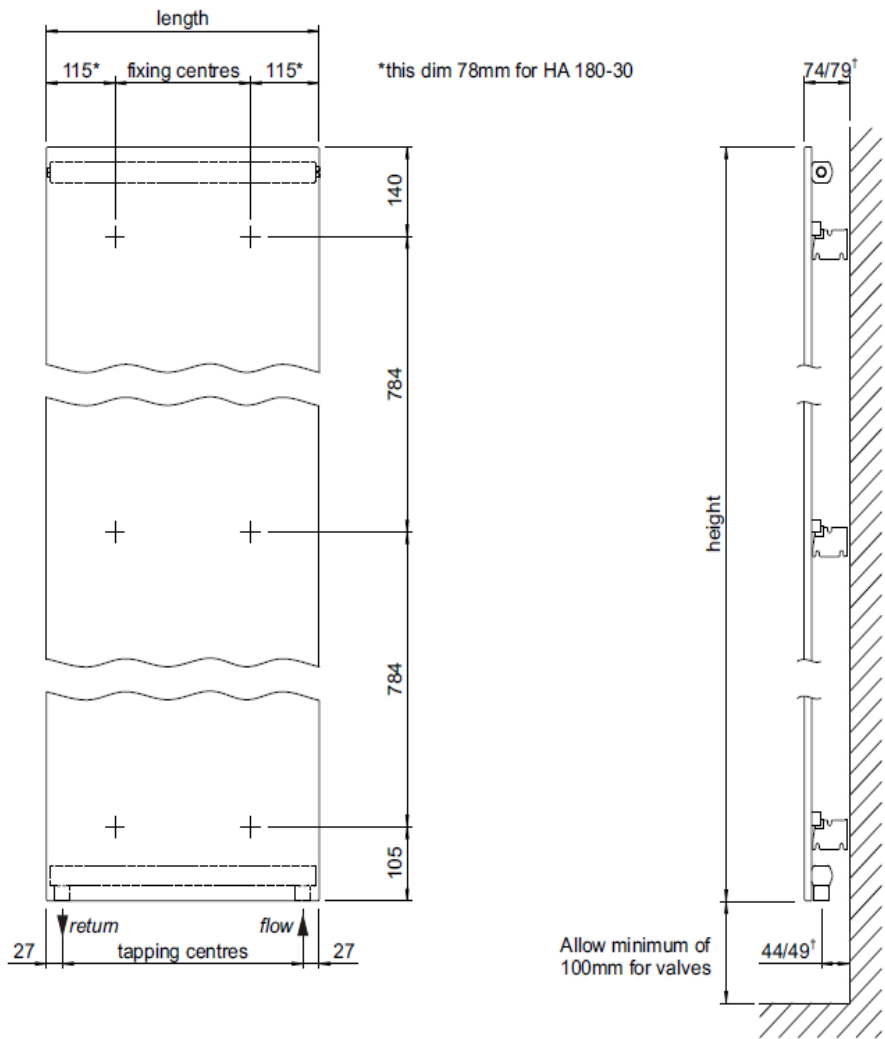 length
115*
fixing centres
115*
*this dim 78mm for HA 180-30
74/79†
140
784
height
784
105
return
flow
27
tapping centres
27
Allow minimum of
100mm for valves
44/49†